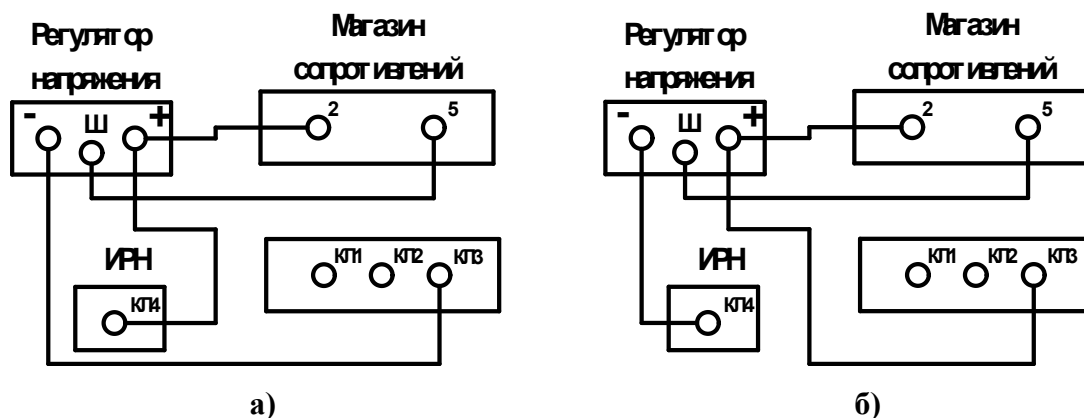 Регулятор напряжения
Магазин сопротивлений
- Ш +
2 5
ИРН
КП4
КП1 КП2 КП3
а)
Регулятор напряжения
Магазин сопротивлений
- Ш +
2 5
ИРН
КП4
КП1 КП2 КП3
б)